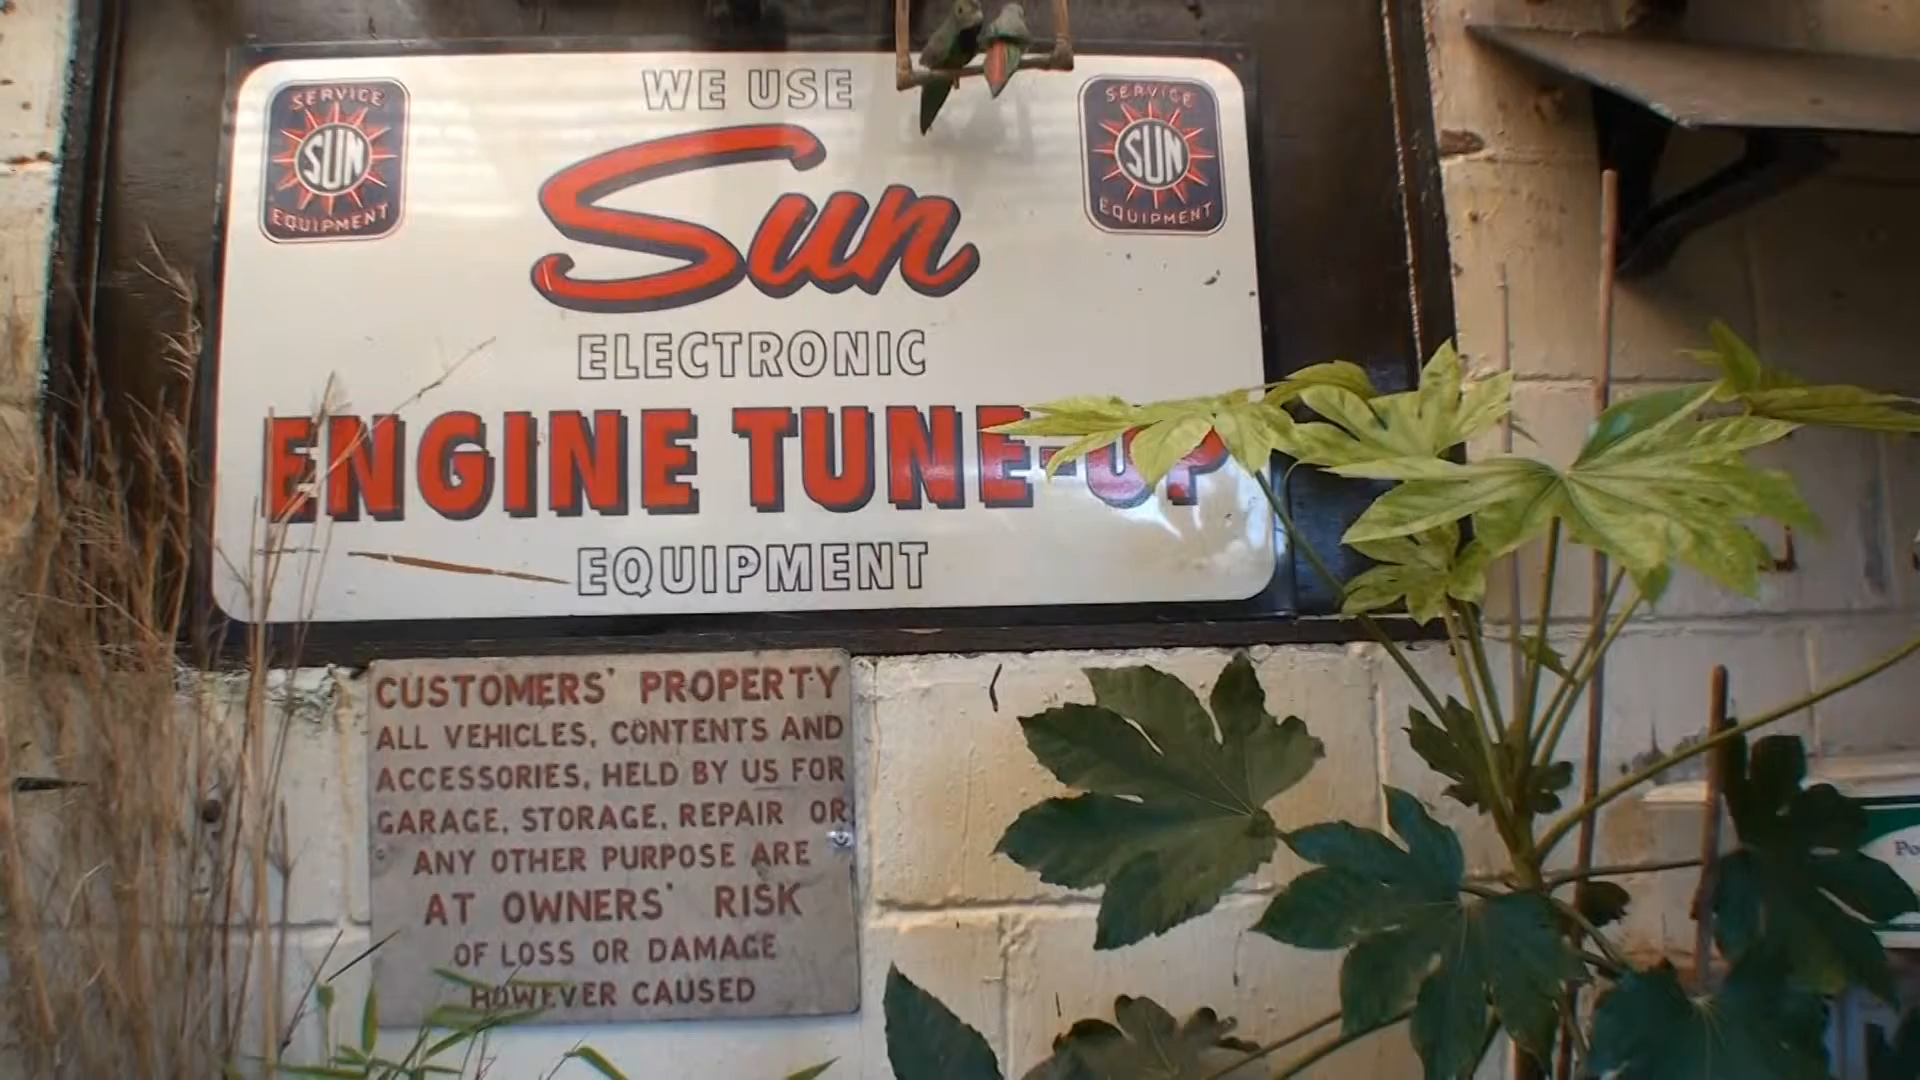 WE USE
SERVICE
SUN
EQUIPMENT
SERVICE
SUN
EQUIPMENT
Sun
ELECTRONIC
ENGINE TUNE-UP
EQUIPMENT
CUSTOMERS' PROPERTY
ALL VEHICLES, CONTENTS AND
ACCESSORIES, HELD BY US FOR
GARAGE, STORAGE, REPAIR OR
ANY OTHER PURPOSE ARE
AT OWNERS' RISK
OF LOSS OR DAMAGE
HOWEVER CAUSED